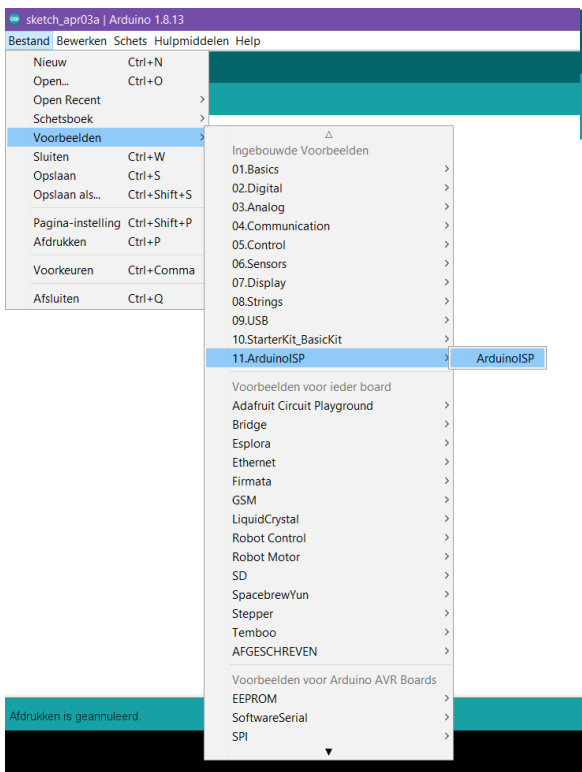 sketch_apr03a | Arduino 1.8.13
Bestand Bewerken Schets Hulpmiddelen Help
Nieuw Ctrl+N
Open... Ctrl+O
Open Recent
Schetsboek
Voorbeelden
Sluiten Ctrl+W
Opslaan Ctrl+S
Opslaan als... Ctrl+Shift+S
Pagina-instelling Ctrl+Shift+P
Afdrukken Ctrl+P
Voorkeuren Ctrl+Comma
Afsluiten Ctrl+Q
Ingebouwde Voorbeelden
01.Basics
02.Digital
03.Analog
04.Communication
05.Control
06.Sensors
07.Display
08.Strings
09.USB
10.StarterKit_BasicKit
11.ArduinoISP
ArduinoISP
Voorbeelden voor ieder board
Adafruit Circuit Playground
Bridge
Esplora
Ethernet
Firmata
GSM
LiquidCrystal
Robot Control
Robot Motor
SD
SpacebrewYun
Stepper
Temboo
AFGESCHREVEN
Voorbeelden voor Arduino AVR Boards
EEPROM
SoftwareSerial
SPI
Afdrukken is geannuleerd.